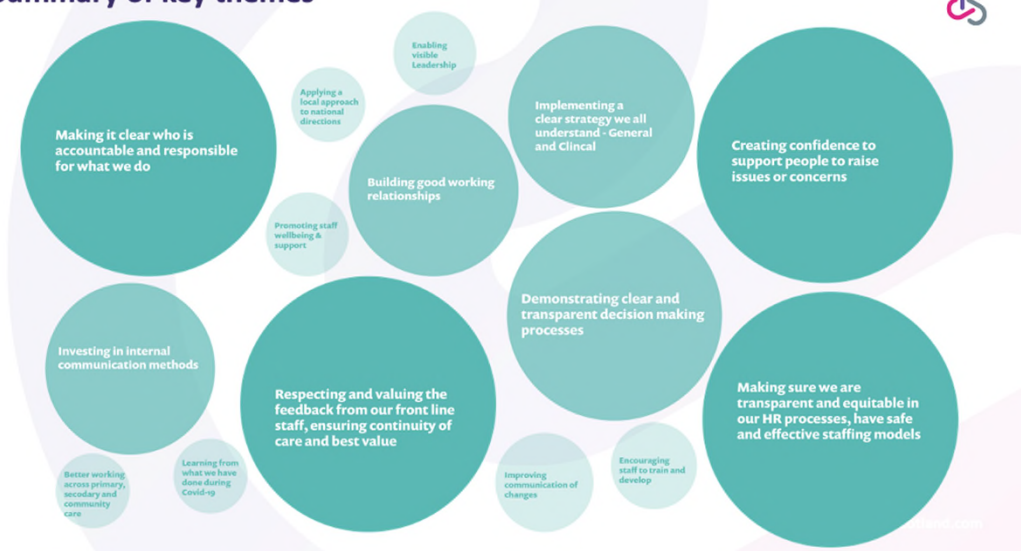 summary of key themes
Enabling
visible
Leadership
Applying a
local approach
to national
directions
Implementing a
clear strategy we all
understand - General
and Clincal
Making it clear who is
accountable and responsible
for what we do
Creating confidence to
support people to raise
issues or concerns
Building good working
relationships
Promoting staff
wellbeing &
support
Demonstrating clear and
transparent decision making
processes
Investing in internal
communication methods
Respecting and valuing the
feedback from our front line
staff, ensuring continuity of
care and best value
Making sure we are
transparent and equitable in
our HR processes, have safe
and effective staffing models
Better working
across primary,
secodary and
community
care
Learning from
what we have
done during
Covid-19
Improving
communication of
changes
Encouraging
staff to train and
develop